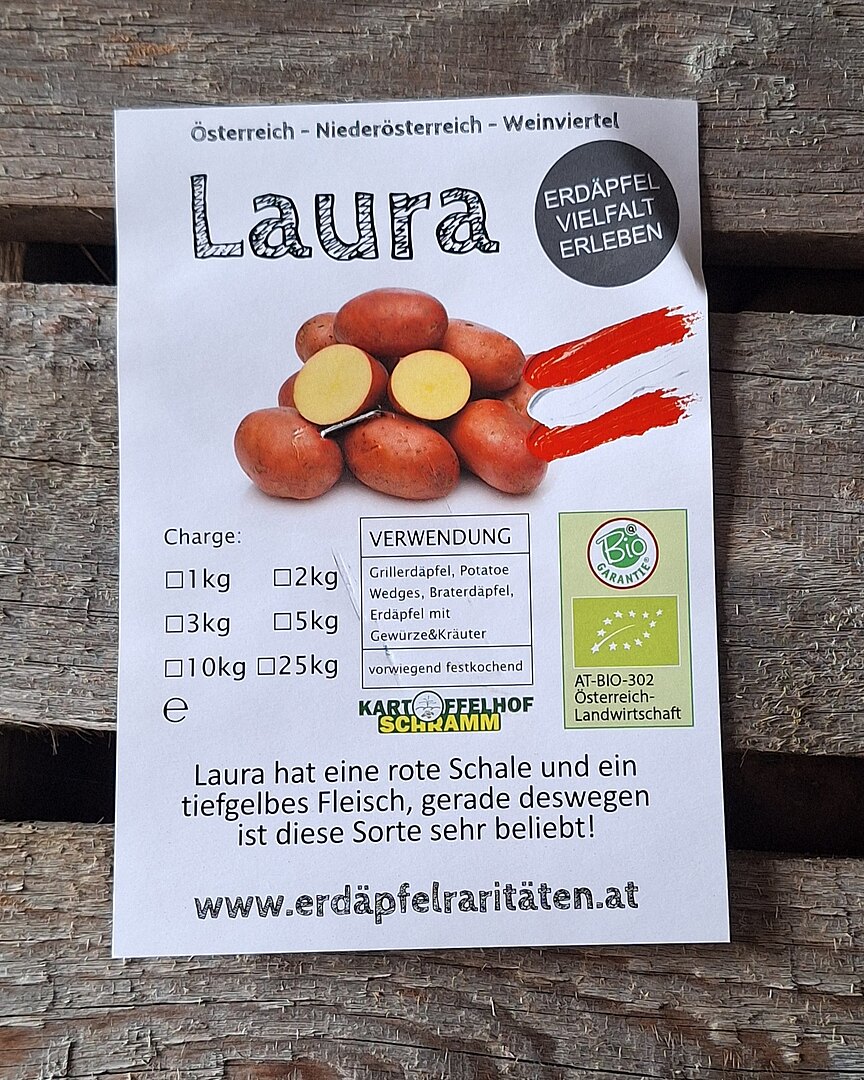 Österreich – Niederösterreich – Weinviertel
Laura
ERDÄPFEL
VIELFALT
ERLEBEN
Charge:
☐1kg ☐2kg
☐3kg ☐5kg
☐10kg ☐25kg
℮
VERWENDUNG
Grillerdäpfel, Potatoe
Wedges, Braterdäpfel,
Erdäpfel mit
Gewürze&Kräuter
vorwiegend festkochend
KARTOFFELHOF
SCHRAMM
@
Bio
GARANTIE®
AT-BIO-302
Österreich-
Landwirtschaft
Laura hat eine rote Schale und ein
tiefgelbes Fleisch, gerade deswegen
ist diese Sorte sehr beliebt!
www.erdäpfelraritäten.at